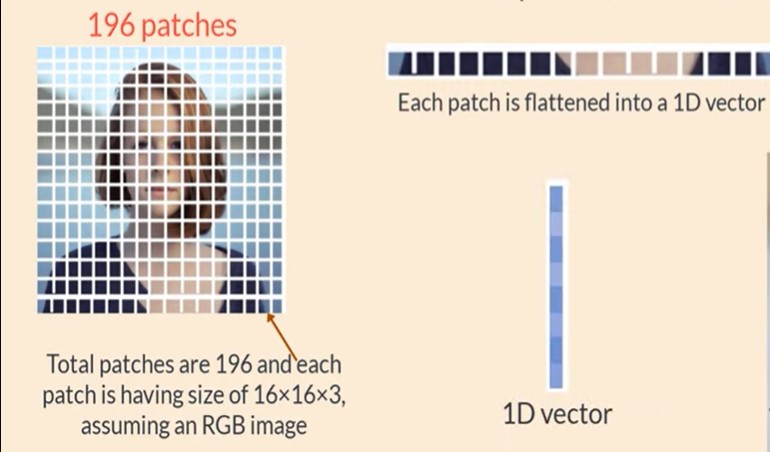 196 patches
Each patch is flattened into a 1D vector
Total patches are 196 and each
patch is having size of 16×16×3,
assuming an RGB image
1D vector